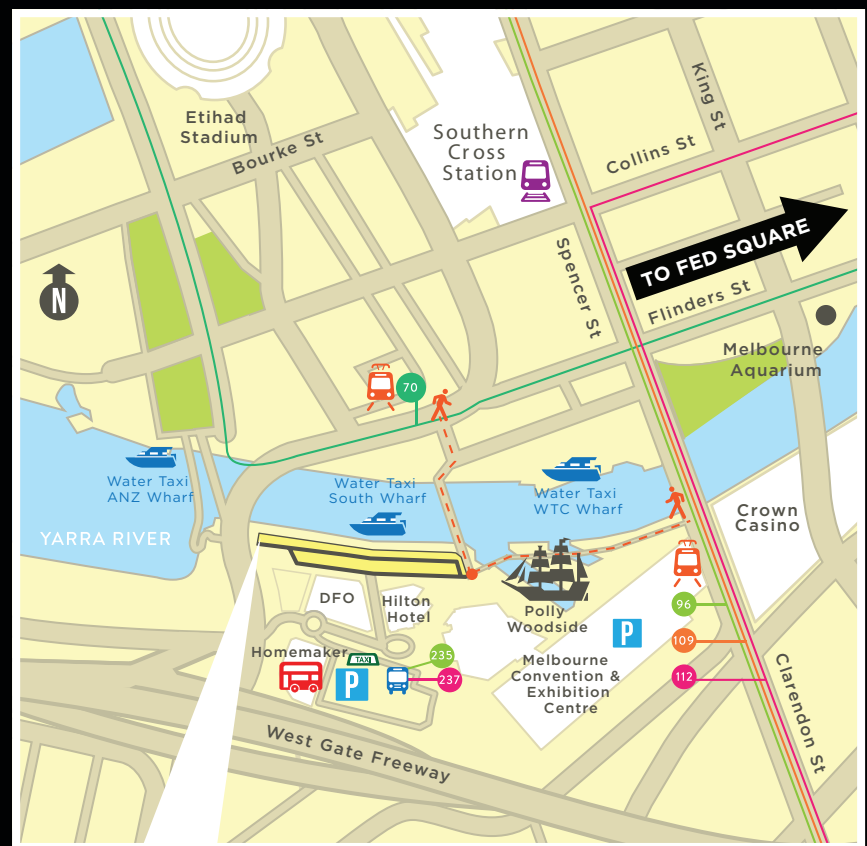 Etihad
Stadium
Bourke St
Southern
Cross
Station
King St
Collins St
TO FED SQUARE
Spencer St
Flinders St
N
Melbourne
Aquarium
70
Water Taxi
ANZ Wharf
Water Taxi
South Wharf
Water Taxi
WTC Wharf
YARRA RIVER
Crown
Casino
DFO
Hilton
Hotel
Polly
Woodside
96
109
112
P
Homemaker
TAXI
P
235
237
Melbourne
Convention &
Exhibition
Centre
Clarendon St
West Gate Freeway